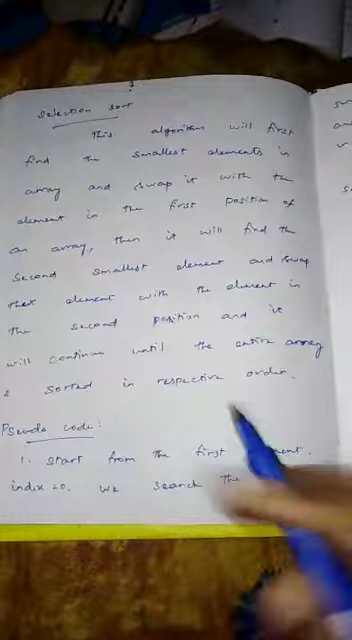 3
Selection sort
This algorithm will first
find the smallest elements in
array and swap it with the
element in the first position of
an array, then it will find the
second smallest element and swap
that element with the element in
the second position and it
will continue until the entire array
is sorted in respective order.
Pseudo code:
1. Start from the first ment.
index 20. We search the